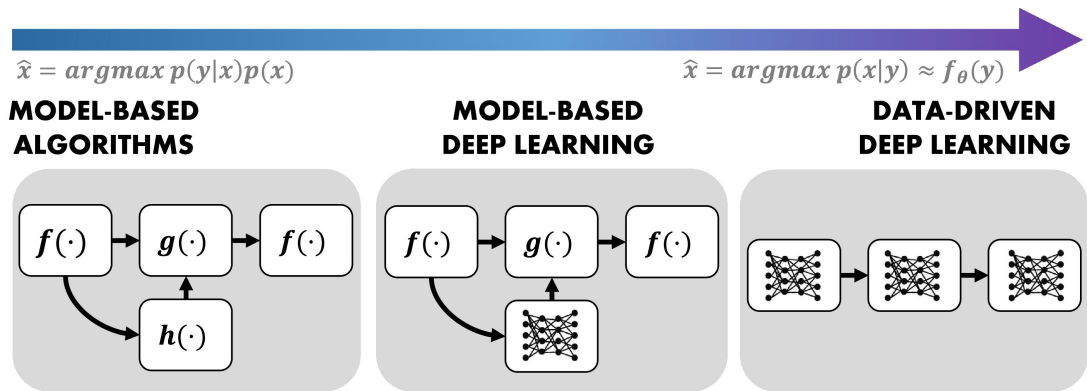 x̂ = argmax p(y|x)p(x)
x̂ = argmax p(x|y) ≈ f_θ(y)
MODEL-BASED
ALGORITHMS
MODEL-BASED
DEEP LEARNING
DATA-DRIVEN
DEEP LEARNING
f(·)
g(·)
f(·)
h(·)
f(·)
g(·)
f(·)